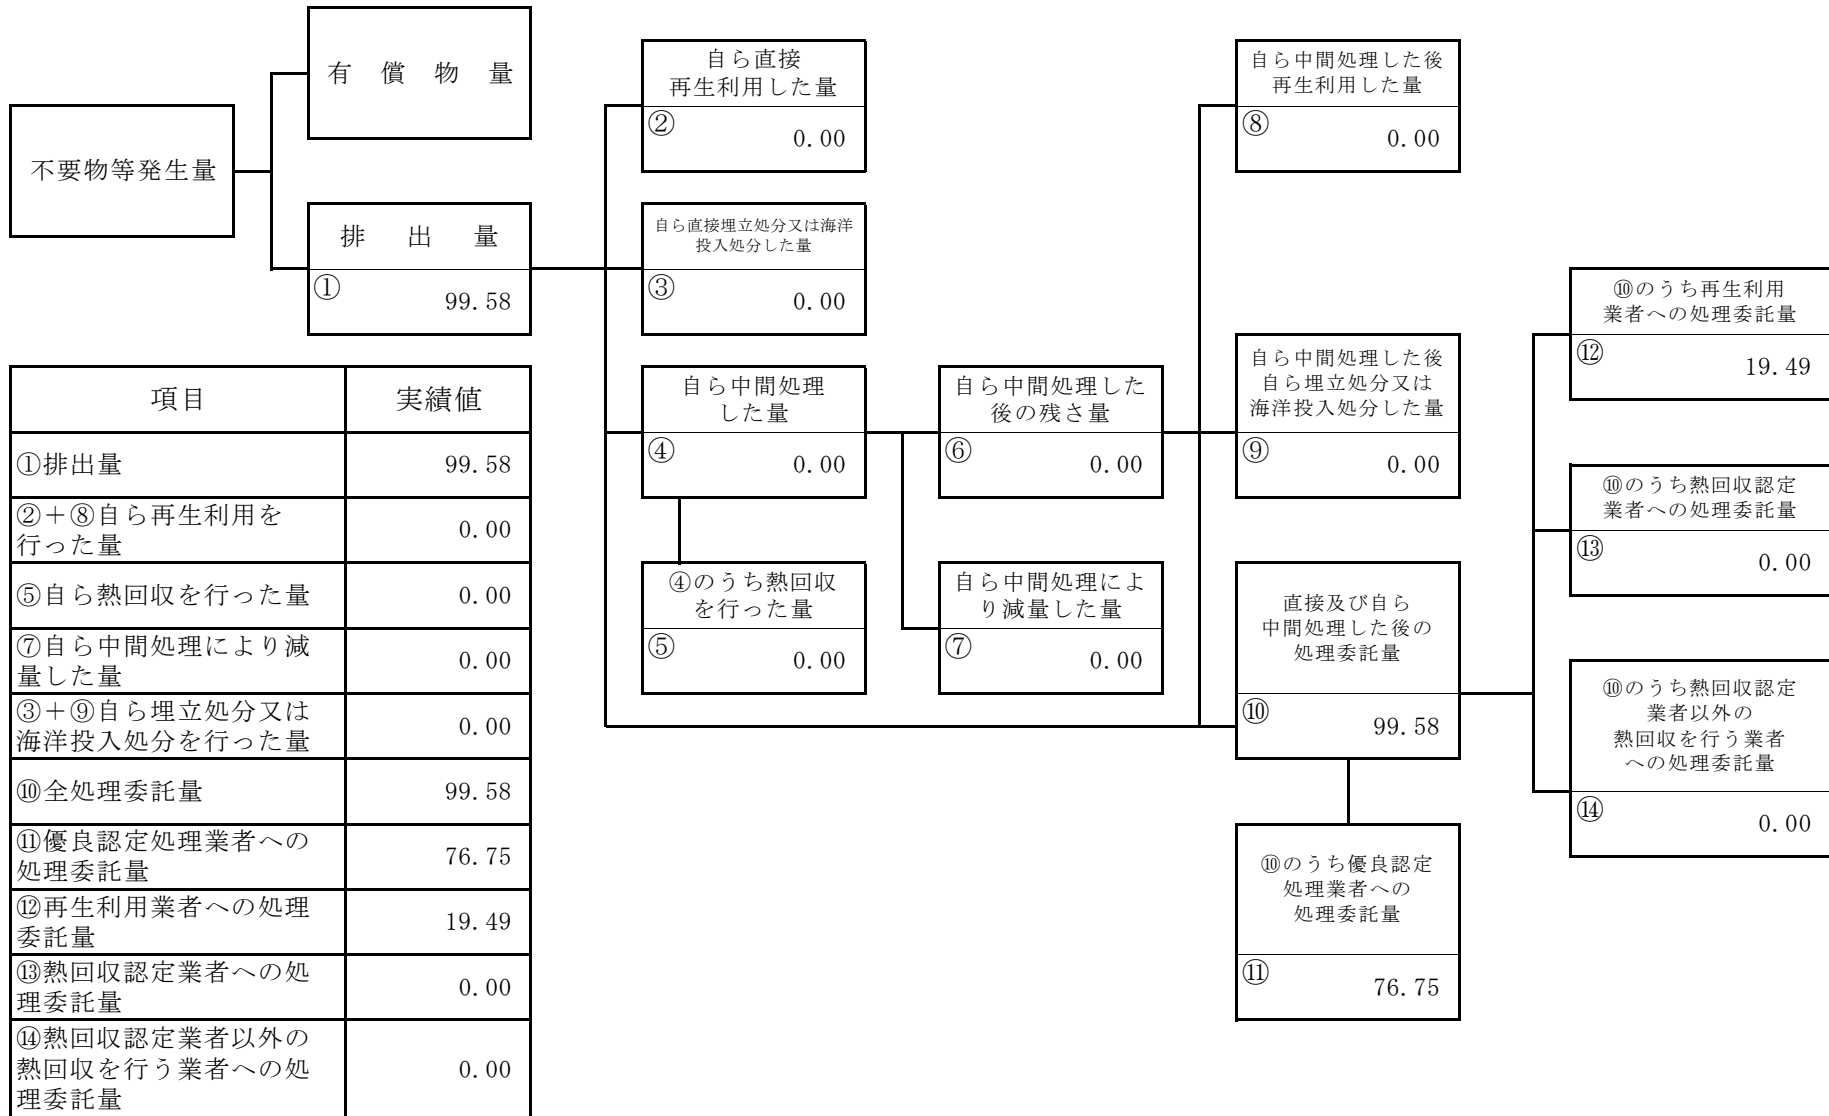 不要物等発生量
有償物量
排出量
①
99.58
自ら直接
再生利用した量
②
0.00
自ら直接埋立処分又は海洋
投入処分した量
③
0.00
自ら中間処理
した量
④
0.00
④のうち熱回収
を行った量
⑤
0.00
自ら中間処理した
後の残さ量
⑥
0.00
自ら中間処理によ
り減量した量
⑦
0.00
自ら中間処理した後
再生利用した量
⑧
0.00
自ら中間処理した後
自ら埋立処分又は
海洋投入処分した量
⑨
0.00
直接及び自ら
中間処理した後の
処理委託量
⑩
99.58
⑩のうち優良認定
処理業者への
処理委託量
⑪
76.75
⑩のうち再生利用
業者への処理委託量
⑫
19.49
⑩のうち熱回収認定
業者への処理委託量
⑬
0.00
⑩のうち熱回収認定
業者以外の
熱回収を行う業者
への処理委託量
⑭
0.00
項目 実績値
①排出量 99.58
②＋⑧自ら再生利用を
行った量 0.00
⑤自ら熱回収を行った量 0.00
⑦自ら中間処理により減
量した量 0.00
③＋⑨自ら埋立処分又は
海洋投入処分を行った量 0.00
⑩全処理委託量 99.58
⑪優良認定処理業者への
処理委託量 76.75
⑫再生利用業者への処理
委託量 19.49
⑬熱回収認定業者への処
理委託量 0.00
⑭熱回収認定業者以外の
熱回収を行う業者への処
理委託量 0.00